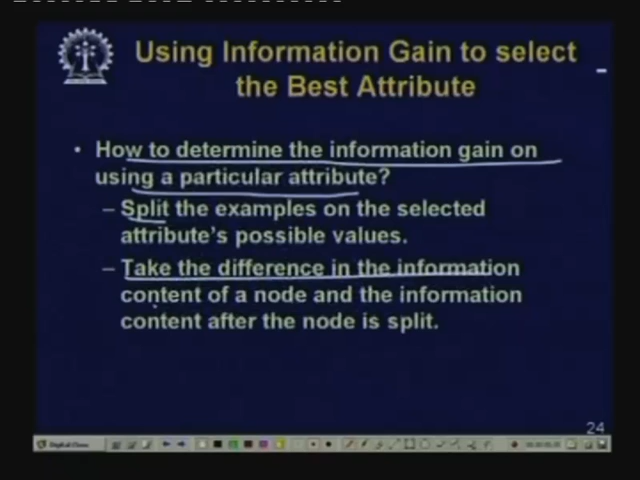 Using Information Gain to select
the Best Attribute
• How to determine the information gain on
using a particular attribute?
– Split the examples on the selected
attribute's possible values.
– Take the difference in the information
content of a node and the information
content after the node is split.
24